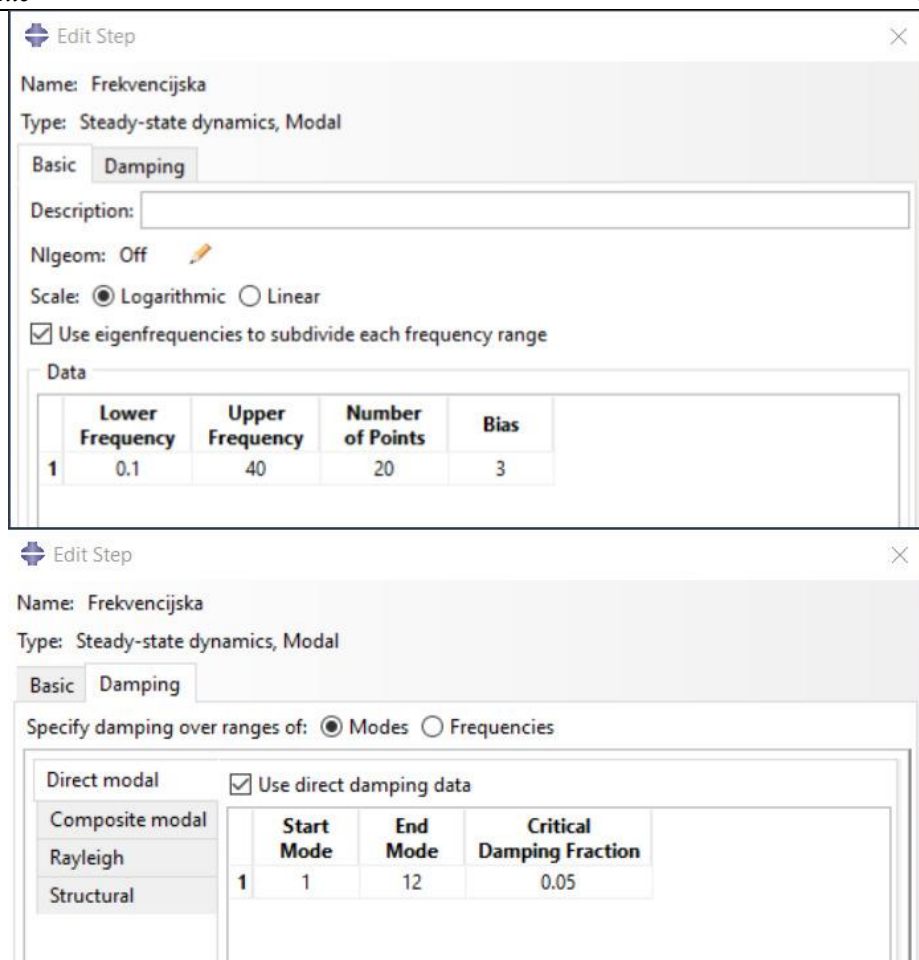 Edit Step
Name: Frekvencijska
Type: Steady-state dynamics, Modal
Basic Damping
Description:
Nlgeom: Off
Scale: Logarithmic Linear
Use eigenfrequencies to subdivide each frequency range
Data
Lower Frequency Upper Frequency Number of Points Bias
1 0.1 40 20 3
Edit Step
Name: Frekvencijska
Type: Steady-state dynamics, Modal
Basic Damping
Specify damping over ranges of: Modes Frequencies
Direct modal
Composite modal
Rayleigh
Structural
Use direct damping data
Start Mode End Mode Critical Damping Fraction
1 1 12 0.05